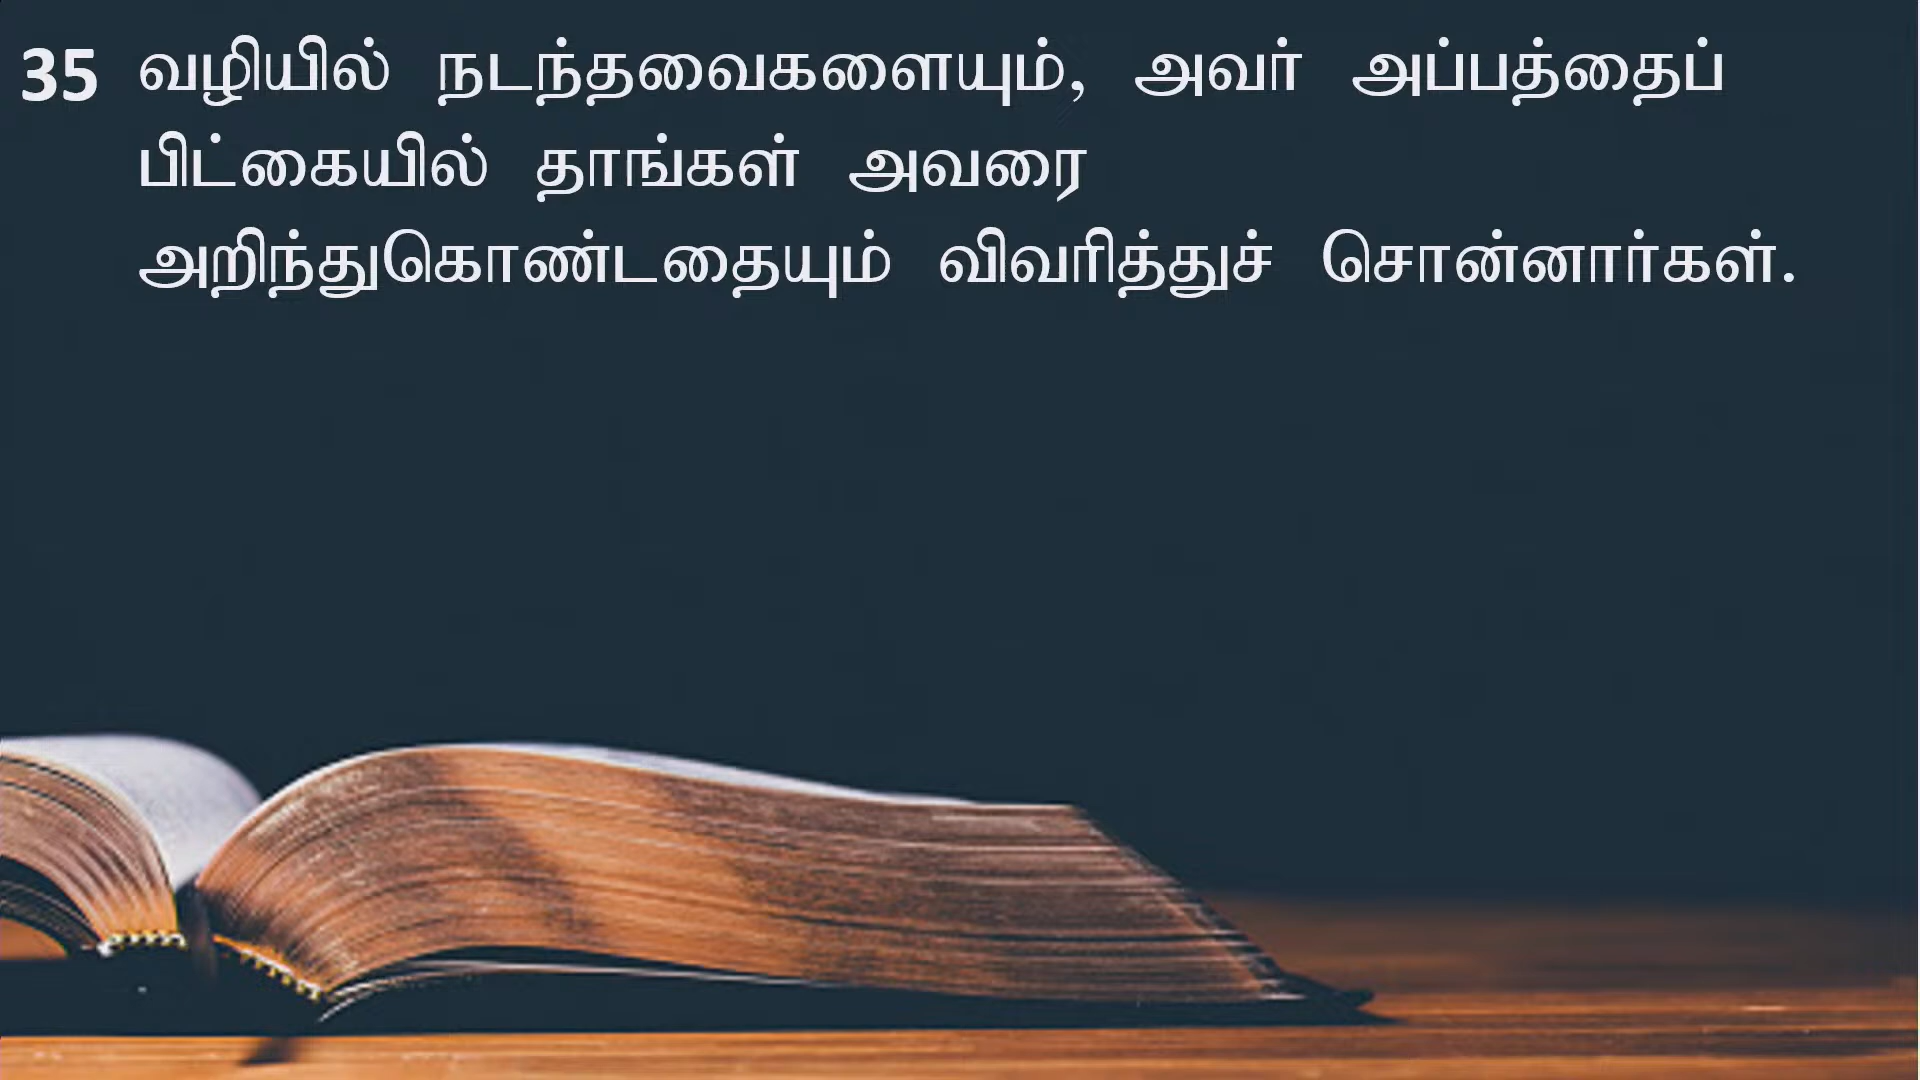 35 வழியில் நடந்தவைகளையும், அவர் அப்பத்தைப்
பிட்கையில் தாங்கள் அவரை
அறிந்துகொண்டதையும் விவரித்துச் சொன்னார்கள்.